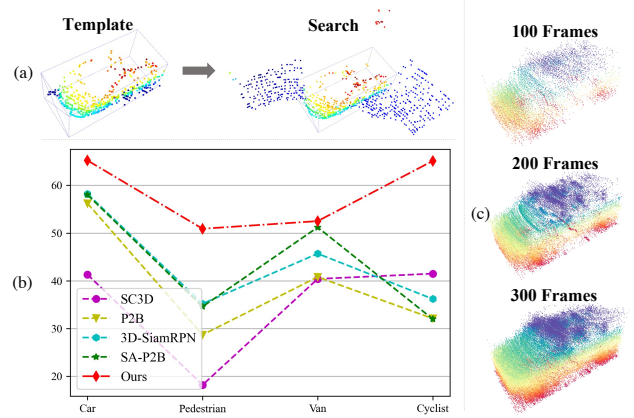 Template
Search
(a)
60
50
40
30
20
(b)
SC3D
P2B
3D-SiamRPN
SA-P2B
Ours
Car
Pedestrian
Van
Cyclist
100 Frames
200 Frames
(c)
300 Frames